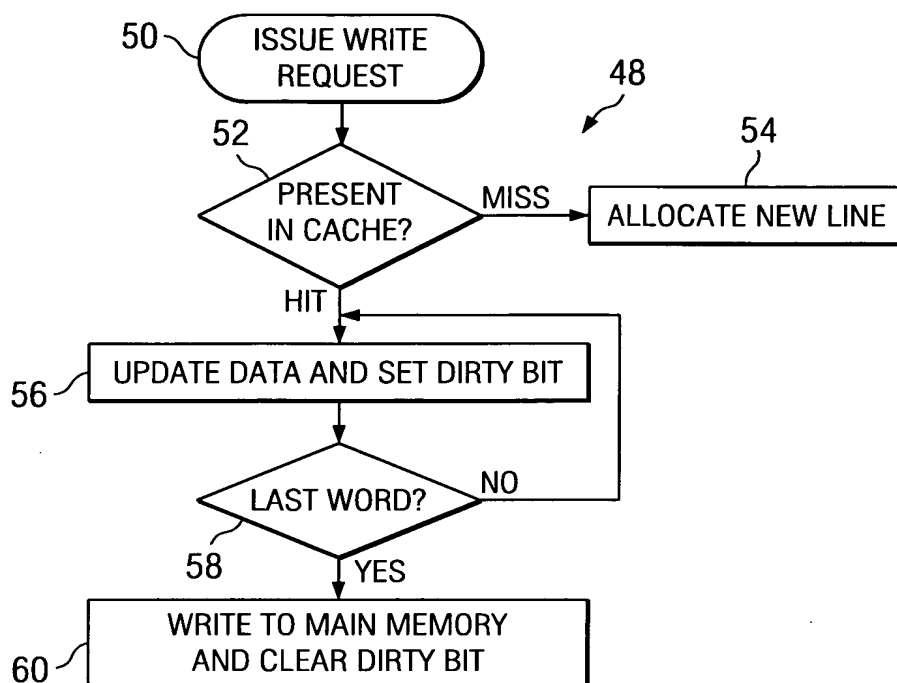 50
ISSUE WRITE
REQUEST
48
52
PRESENT
IN CACHE?
MISS
54
ALLOCATE NEW LINE
HIT
56
UPDATE DATA AND SET DIRTY BIT
LAST WORD?
NO
58
YES
60
WRITE TO MAIN MEMORY
AND CLEAR DIRTY BIT